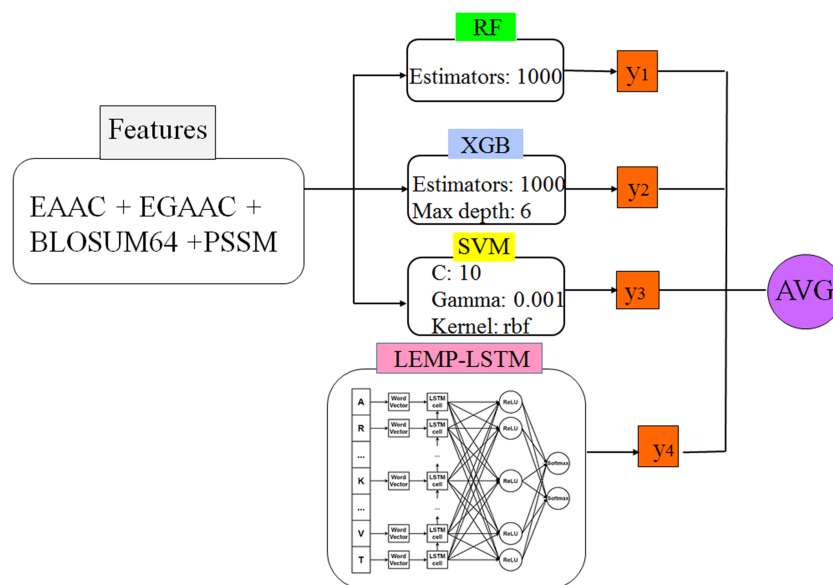 RF
Estimators: 1000
y1
Features
EAAC + EGAAC +
BLOSUM64 +PSSM
XGB
Estimators: 1000
Max depth: 6
y2
SVM
C: 10
Gamma: 0.001
Kernel: rbf
y3
AVG
LEMP-LSTM
A
Word
Vector
LSTM
cell
ReLU
R
Word
Vector
LSTM
cell
ReLU
...
...
Softmax
K
Word
Vector
LSTM
cell
ReLU
Softmax
...
...
V
Word
Vector
LSTM
cell
ReLU
T
Word
Vector
LSTM
cell
ReLU
y4